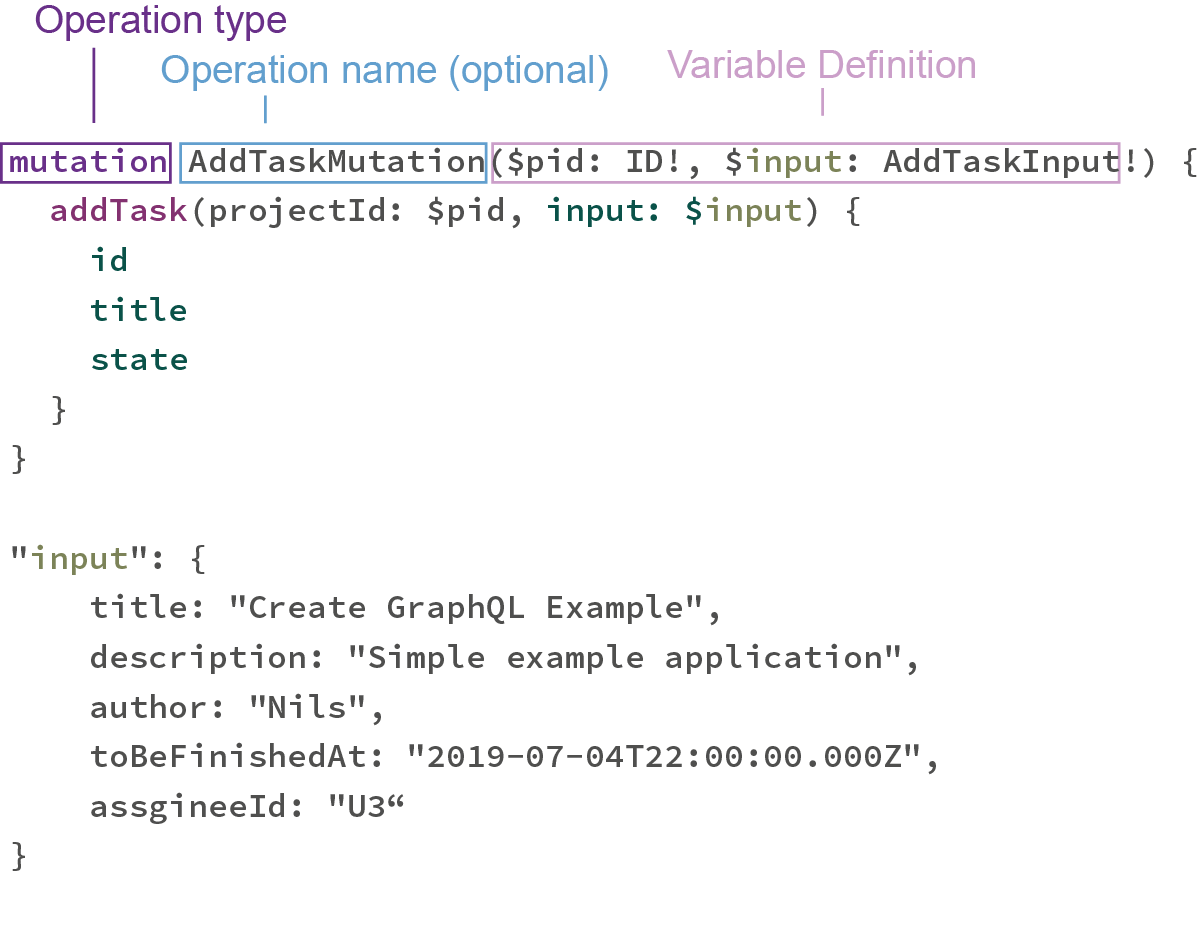 Operation type
Operation name (optional)
Variable Definition
mutation AddTaskMutation($pid: ID!, $input: AddTaskInput!) {
  addTask(projectId: $pid, input: $input) {
    id
    title
    state
  }
}
"input": {
    title: "Create GraphQL Example",
    description: "Simple example application",
    author: "Nils",
    toBeFinishedAt: "2019-07-04T22:00:00.000Z",
    assgineeId: "U3“
}